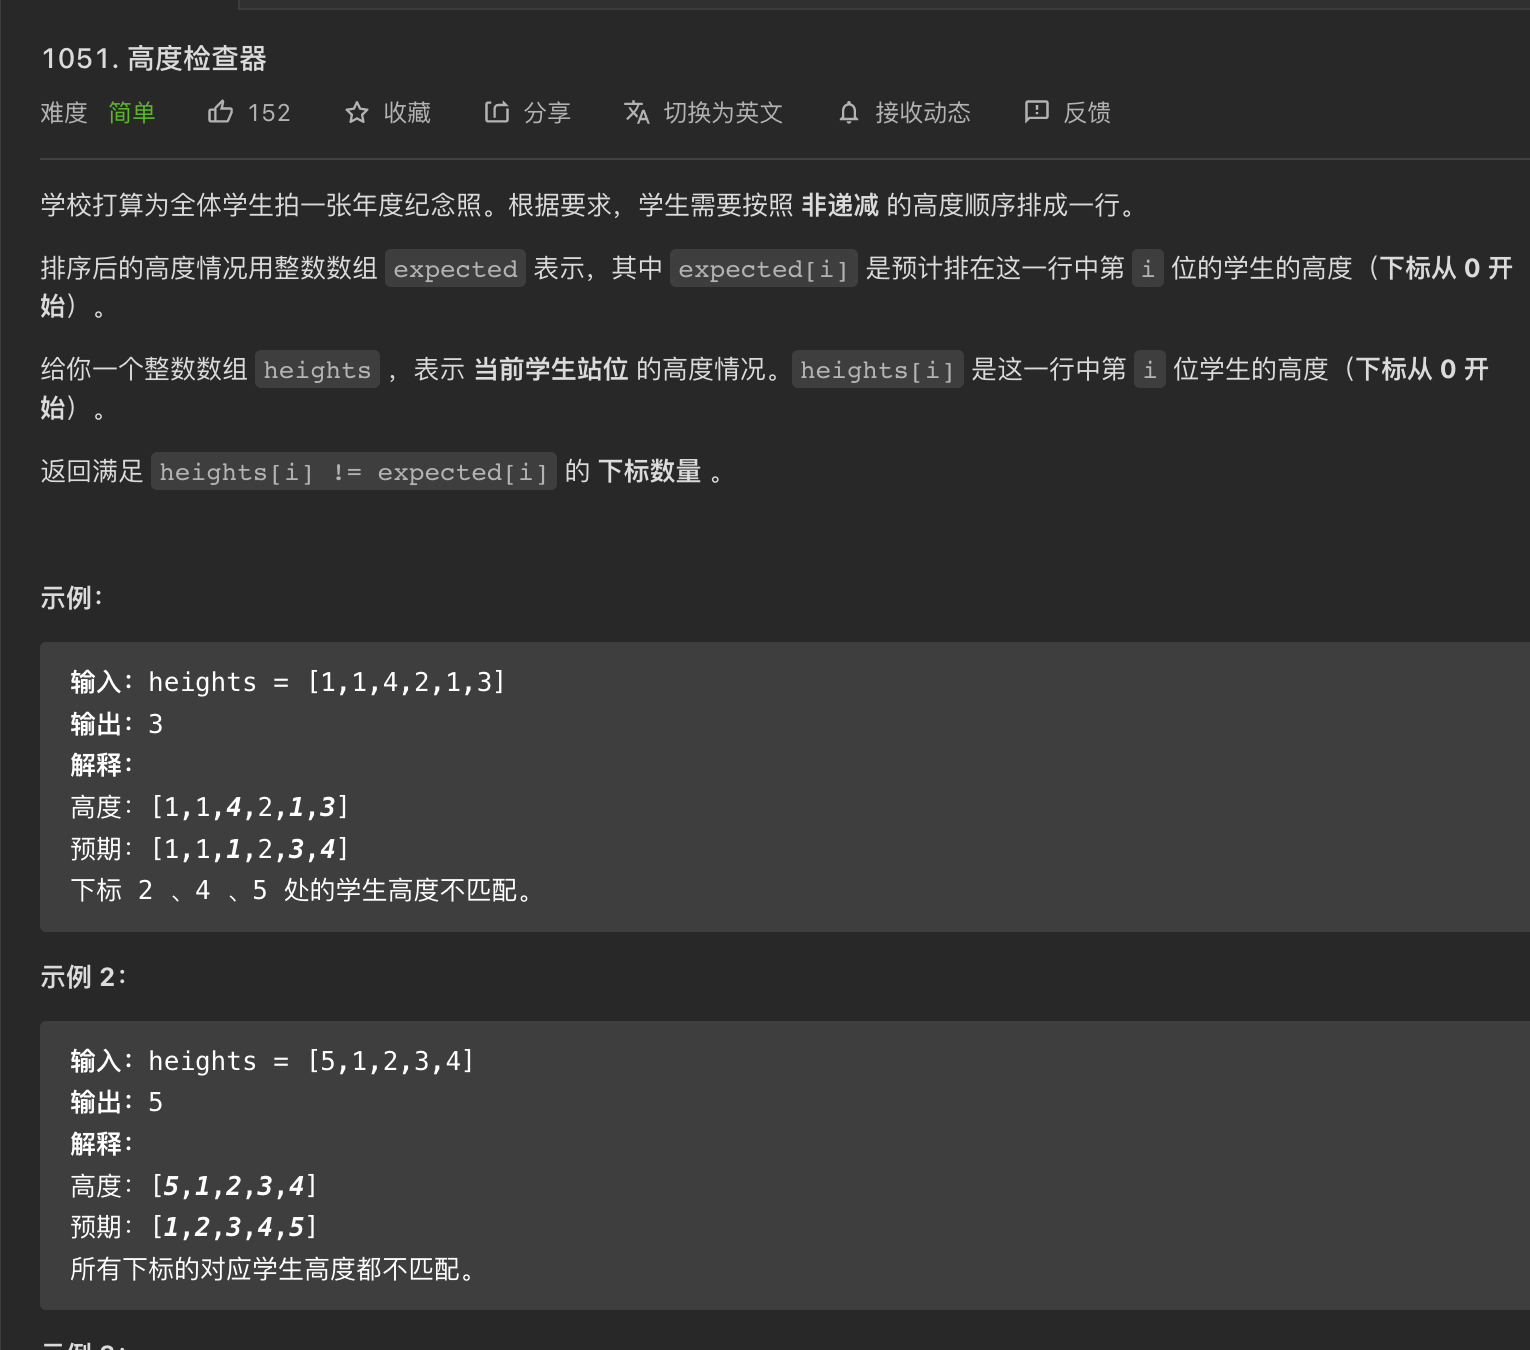 1051. 高度检查器
难度 简单 152 收藏 分享 切换为英文 接收动态 反馈
学校打算为全体学生拍一张年度纪念照。根据要求，学生需要按照 非递减 的高度顺序排成一行。
排序后的高度情况用整数数组 expected 表示，其中 expected[i] 是预计排在这一行中第 i 位的学生的高度（下标从 0 开
始）。
给你一个整数数组 heights ，表示 当前学生站位 的高度情况。heights[i] 是这一行中第 i 位学生的高度（下标从 0 开
始）。
返回满足 heights[i] != expected[i] 的 下标数量 。
示例：
输入：heights = [1,1,4,2,1,3]
输出：3
解释：
高度：[1,1,4,2,1,3]
预期：[1,1,1,2,3,4]
下标 2 、4 、5 处的学生高度不匹配。
示例 2：
输入：heights = [5,1,2,3,4]
输出：5
解释：
高度：[5,1,2,3,4]
预期：[1,2,3,4,5]
所有下标的对应学生高度都不匹配。